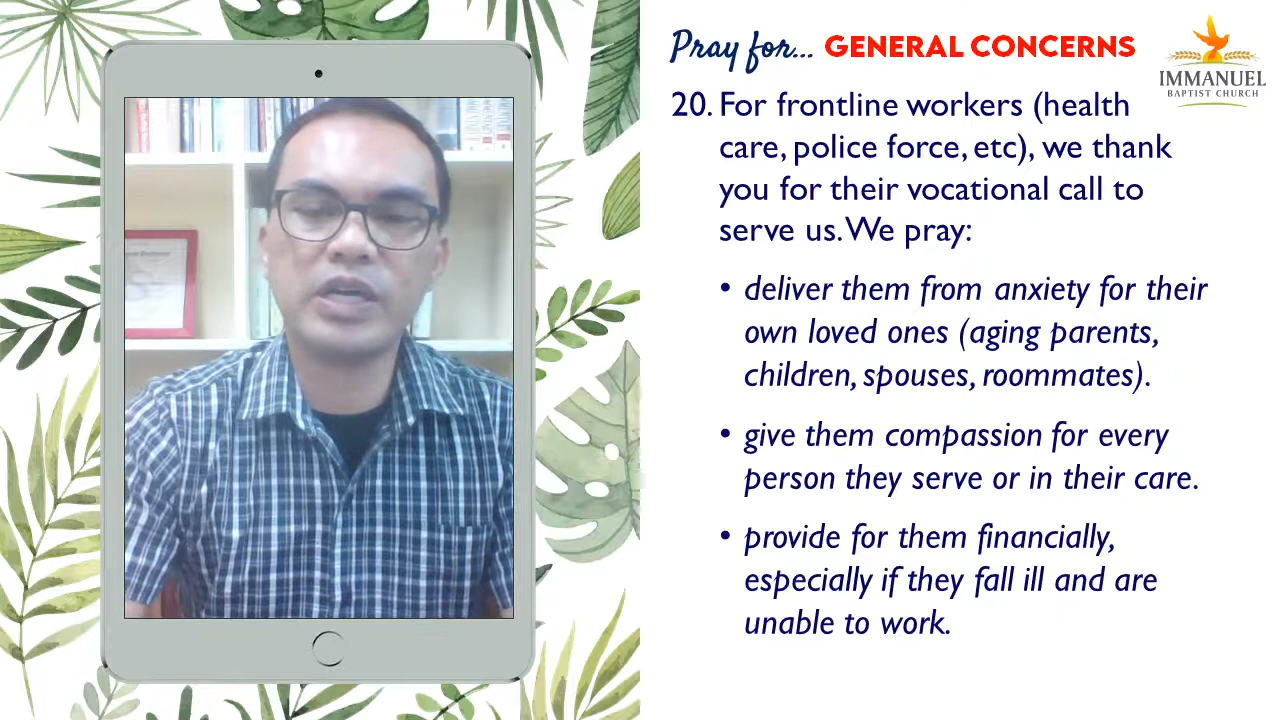 Pray for... GENERAL CONCERNS
IMMANUEL
BAPTIST CHURCH
20. For frontline workers (health
care, police force, etc), we thank
you for their vocational call to
serve us. We pray:
• deliver them from anxiety for their
own loved ones (aging parents,
children, spouses, roommates).
• give them compassion for every
person they serve or in their care.
• provide for them financially,
especially if they fall ill and are
unable to work.